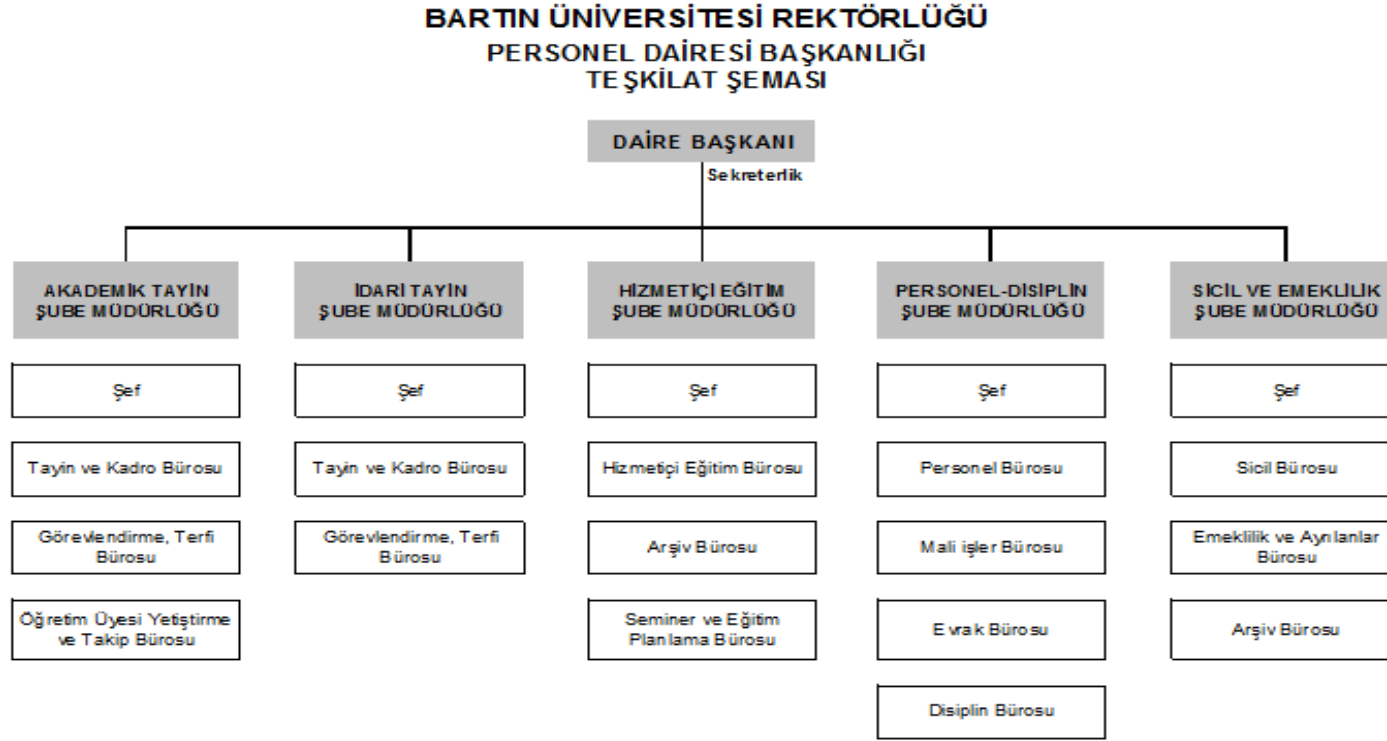 BARTIN ÜNİVERSİTESİ REKTÖRLÜĞÜ
PERSONEL DAİRESİ BAŞKANLIĞI
TEŞKİLAT ŞEMASI
DAİRE BAŞKANI
Sekreterlik
AKADEMİK TAYİN
ŞUBE MÜDÜRLÜĞÜ
İDARİ TAYİN
ŞUBE MÜDÜRLÜĞÜ
HİZMETİÇİ EĞİTİM
ŞUBE MÜDÜRLÜĞÜ
PERSONEL-DİSİPLİN
ŞUBE MÜDÜRLÜĞÜ
SİCİL VE EMEKLİLİK
ŞUBE MÜDÜRLÜĞÜ
Şef
Şef
Şef
Şef
Şef
Tayin ve Kadro Bürosu
Tayin ve Kadro Bürosu
Hizmetiçi Eğitim Bürosu
Personel Bürosu
Sicil Bürosu
Görevlendirme, Terfi
Bürosu
Görevlendirme, Terfi
Bürosu
Arşiv Bürosu
Mali işler Bürosu
Emeklilik ve Ayrılanlar
Bürosu
Öğretim Üyesi Yetiştirme
ve Takip Bürosu
Seminer ve Eğitim
Planlama Bürosu
Evrak Bürosu
Arşiv Bürosu
Disiplin Bürosu